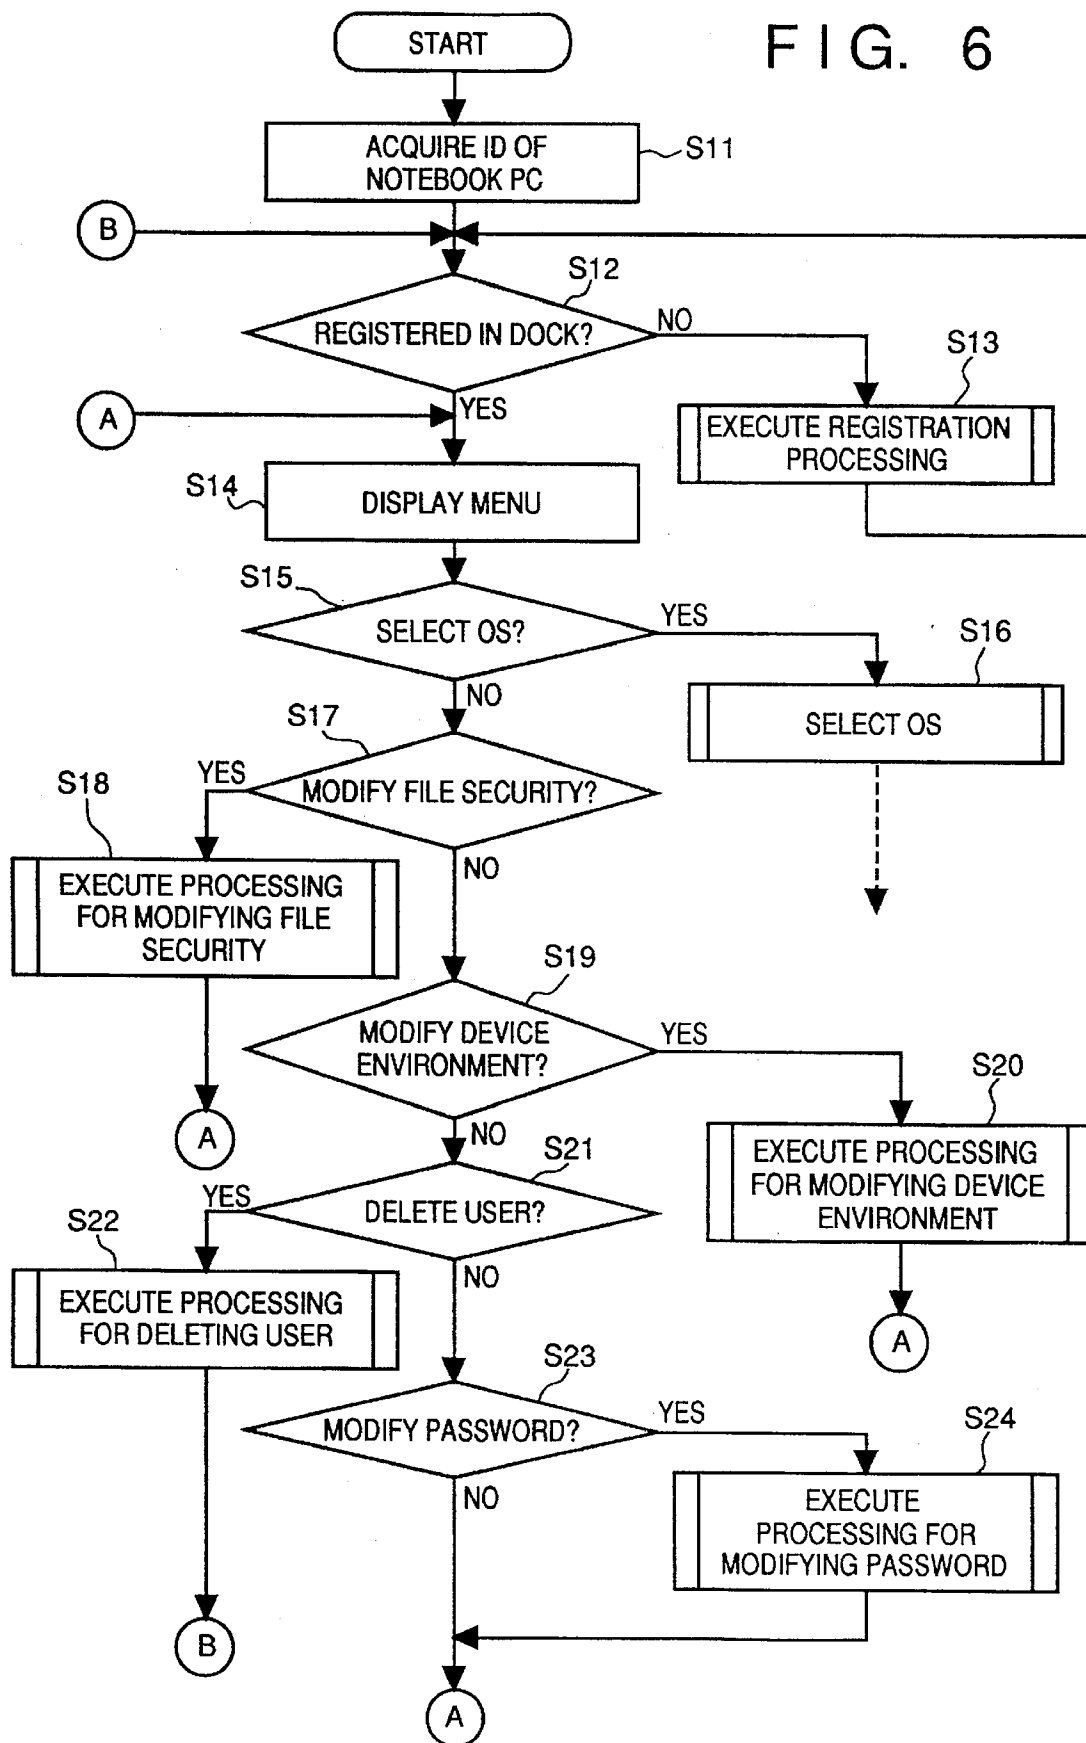 FIG. 6
START
ACQUIRE ID OF
NOTEBOOK PC
S11
B
S12
REGISTERED IN DOCK?
NO
S13
A
YES
EXECUTE REGISTRATION
PROCESSING
S14
DISPLAY MENU
S15
SELECT OS?
YES
S16
NO
SELECT OS
S17
MODIFY FILE SECURITY?
YES
S18
NO
EXECUTE PROCESSING
FOR MODIFYING FILE
SECURITY
S19
MODIFY DEVICE
ENVIRONMENT?
YES
S20
A
NO
EXECUTE PROCESSING
FOR MODIFYING DEVICE
ENVIRONMENT
S21
DELETE USER?
YES
S22
NO
EXECUTE PROCESSING
FOR DELETING USER
A
S23
MODIFY PASSWORD?
YES
S24
NO
EXECUTE
PROCESSING FOR
MODIFYING PASSWORD
B
A